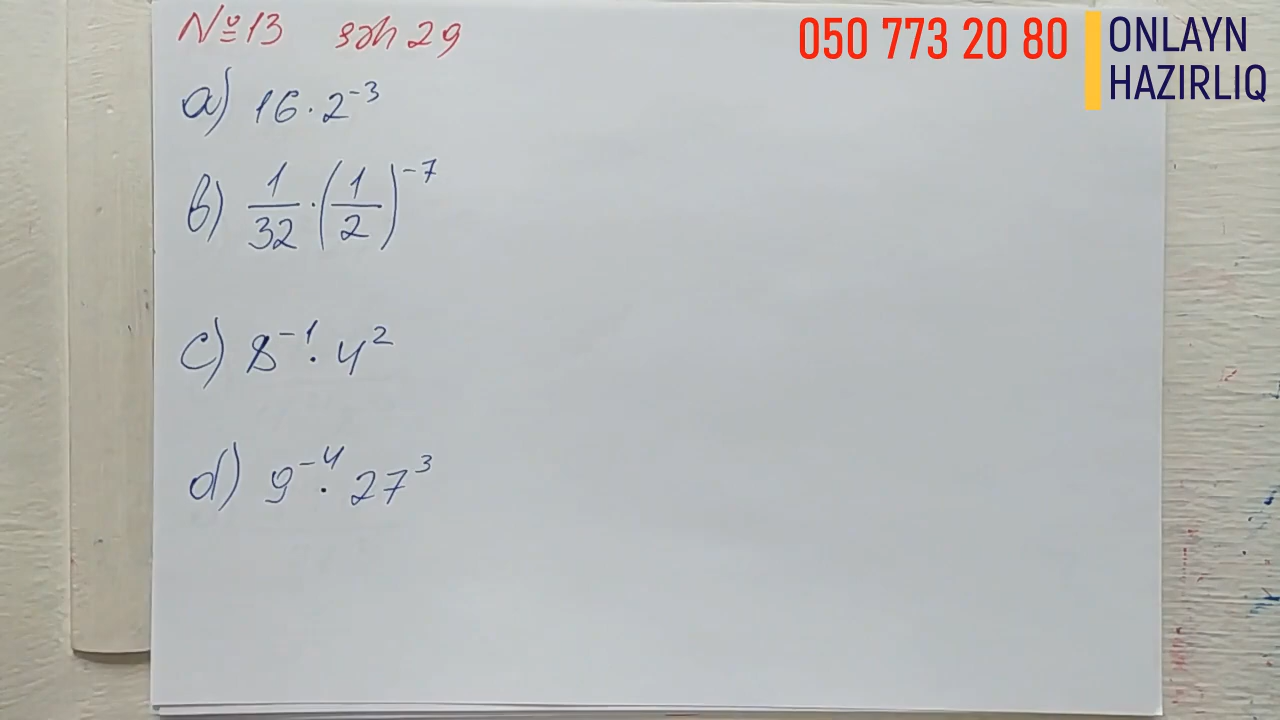 №13 səh 29
050 773 20 80
ONLAYN
HAZIRLIQ
a) 16 · 2⁻³
b) 1/32 · (1/2)⁻⁷
c) 8⁻¹ · 4²
d) 9⁻⁴ · 27³